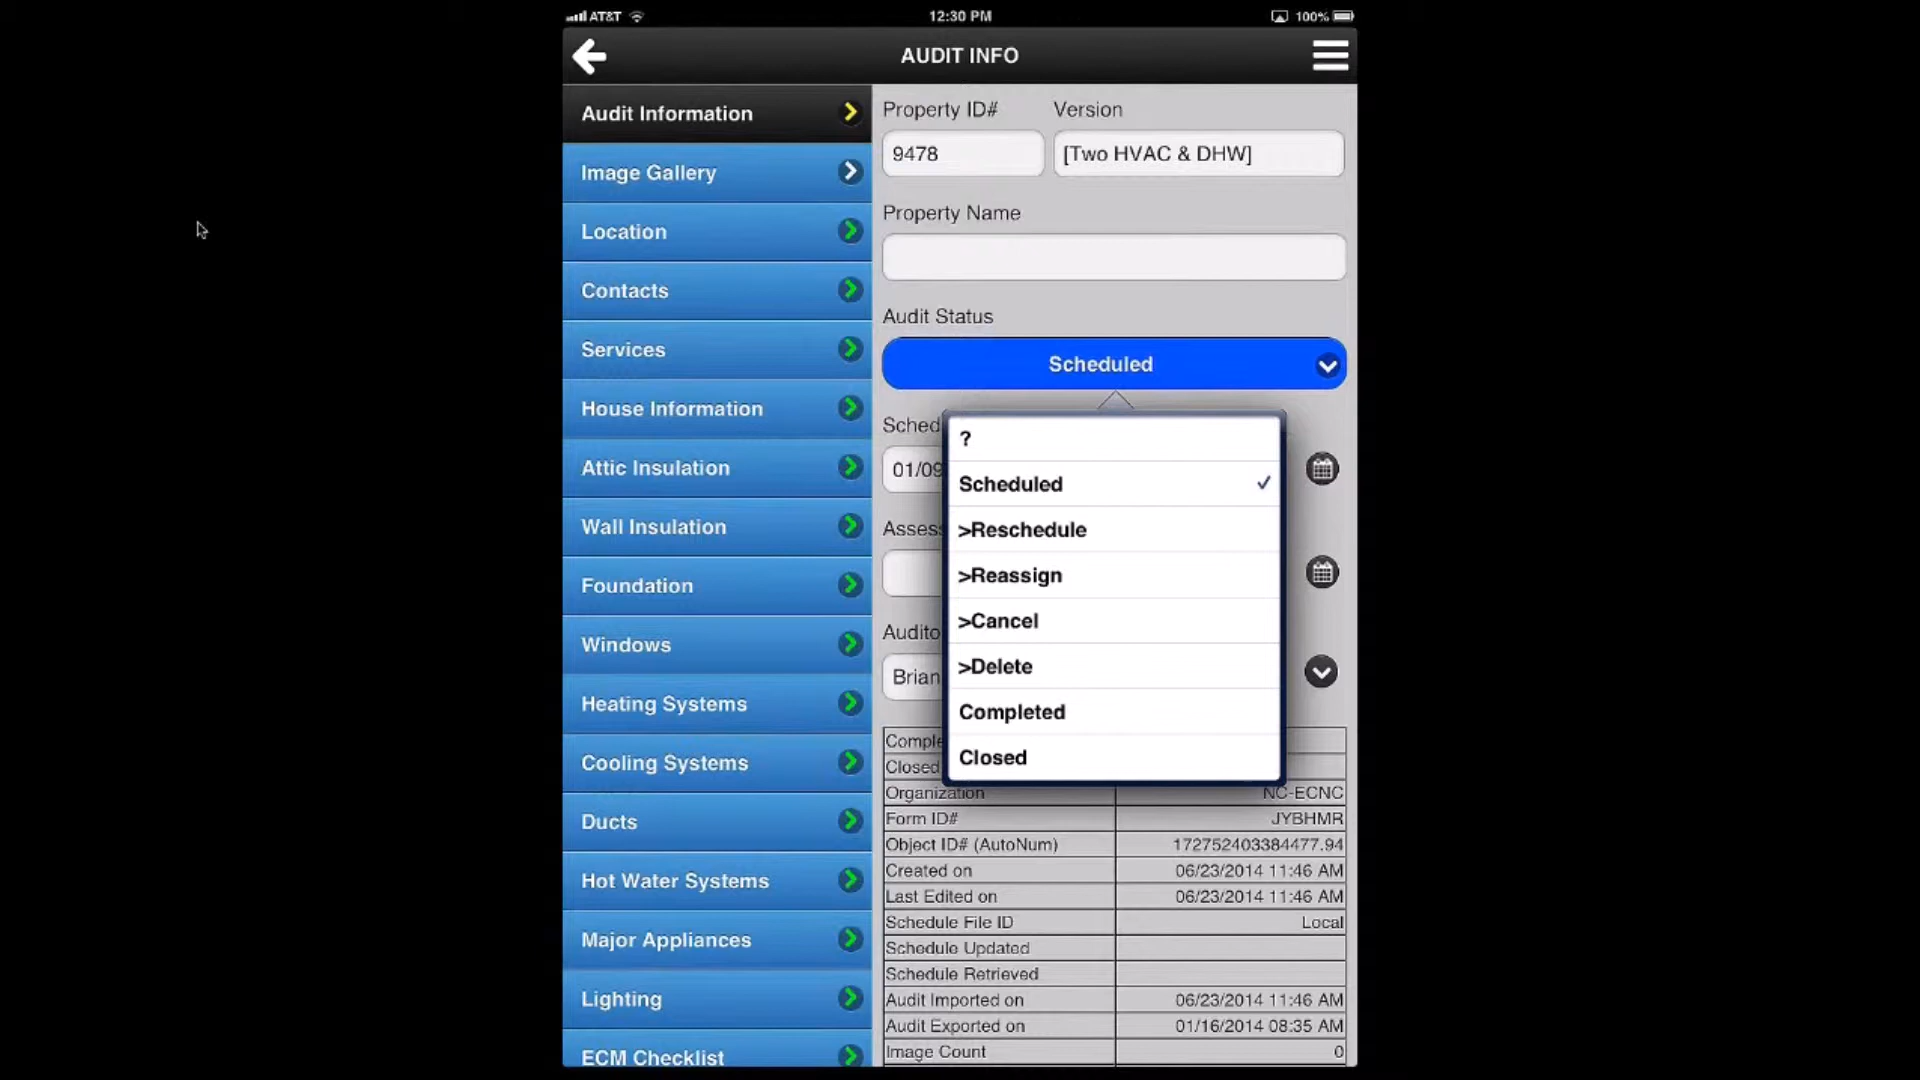 AT&T
12:30 PM
100%
AUDIT INFO
Audit Information
Image Gallery
Location
Contacts
Services
House Information
Attic Insulation
Wall Insulation
Foundation
Windows
Heating Systems
Cooling Systems
Ducts
Hot Water Systems
Major Appliances
Lighting
ECM Checklist
Property ID# Version
9478 [Two HVAC & DHW]
Property Name
Audit Status
Scheduled
Sched
01/09
Assess
Audito
Brian
?
Scheduled
>Reschedule
>Reassign
>Cancel
>Delete
Completed
Closed
Comple
Closed
Organization NC-ECNC
Form ID# JYBHMR
Object ID# (AutoNum) 172752403384477.94
Created on 06/23/2014 11:46 AM
Last Edited on 06/23/2014 11:46 AM
Schedule File ID Local
Schedule Updated
Schedule Retrieved
Audit Imported on 06/23/2014 11:46 AM
Audit Exported on 01/16/2014 08:35 AM
Image Count 0